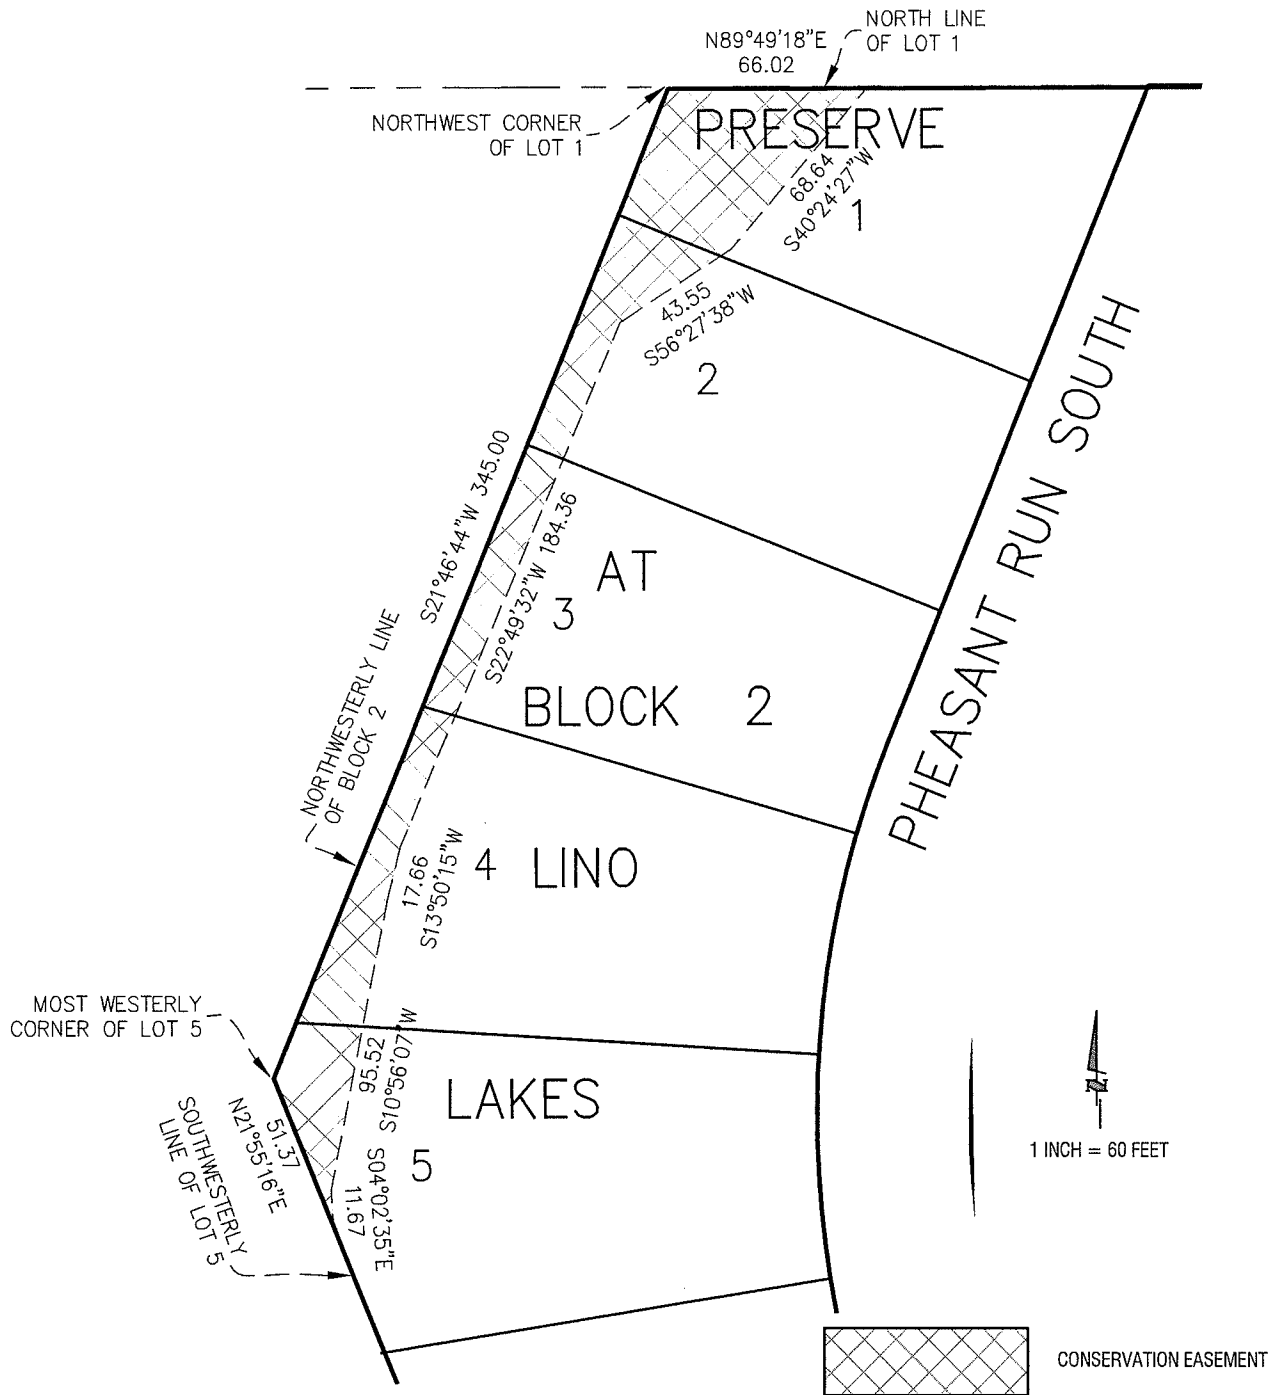 NORTH LINE
OF LOT 1
N89°49'18"E
66.02
NORTHWEST CORNER
OF LOT 1
PRESERVE
68.64
S40°24'27"W
1
43.55
S56°27'38"W
2
PHEASANT RUN SOUTH
S21°46'44"W 345.00
S22°49'32"W 184.36
AT
3
BLOCK 2
NORTHWESTERLY LINE
OF BLOCK 2
17.66
S13°50'15"W
4
LINO
MOST WESTERLY
CORNER OF LOT 5
95.52
S10°56'07"W
LAKES
51.37
N21°55'16"E
SOUTHWESTERLY
LINE OF LOT 5
S04°02'35"E
11.67
5
N
1 INCH = 60 FEET
CONSERVATION EASEMENT